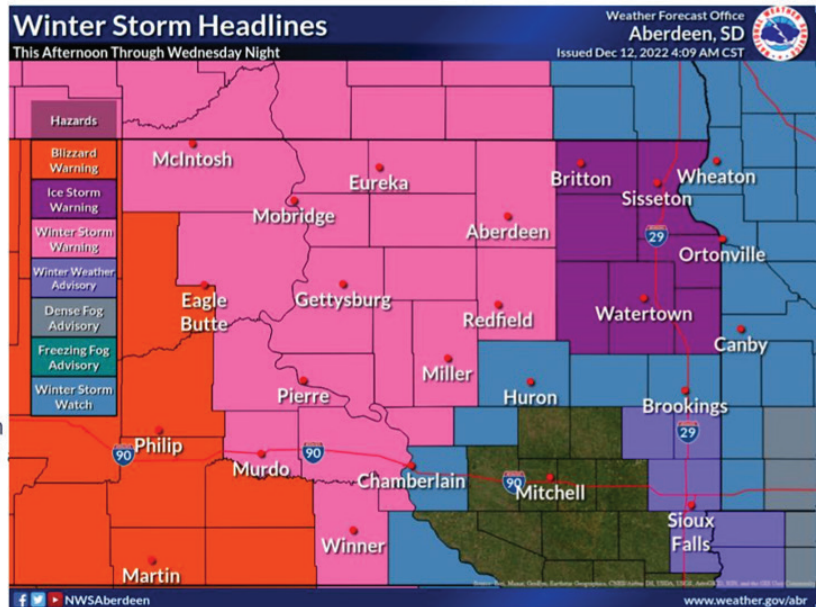 Winter Storm Headlines
This Afternoon Through Wednesday Night
Weather Forecast Office
Aberdeen, SD
Issued Dec 12, 2022 4:09 AM CST
Hazards
Blizzard
Warning
Ice Storm
Warning
Winter Storm
Warning
Winter Weather
Advisory
Dense Fog
Advisory
Freezing Fog
Advisory
Winter Storm
Watch
McIntosh
Eureka
Britton
Sisseton
Wheaton
Mobridge
Aberdeen
29
Ortonville
Eagle
Butte
Gettysburg
Redfield
Watertown
Canby
Miller
Pierre
Huron
Brookings
Philip
90
Murdo
90
Chamberlain
90
Mitchell
29
Sioux
Falls
Winner
Martin
NWSAberdeen
www.weather.gov/abr